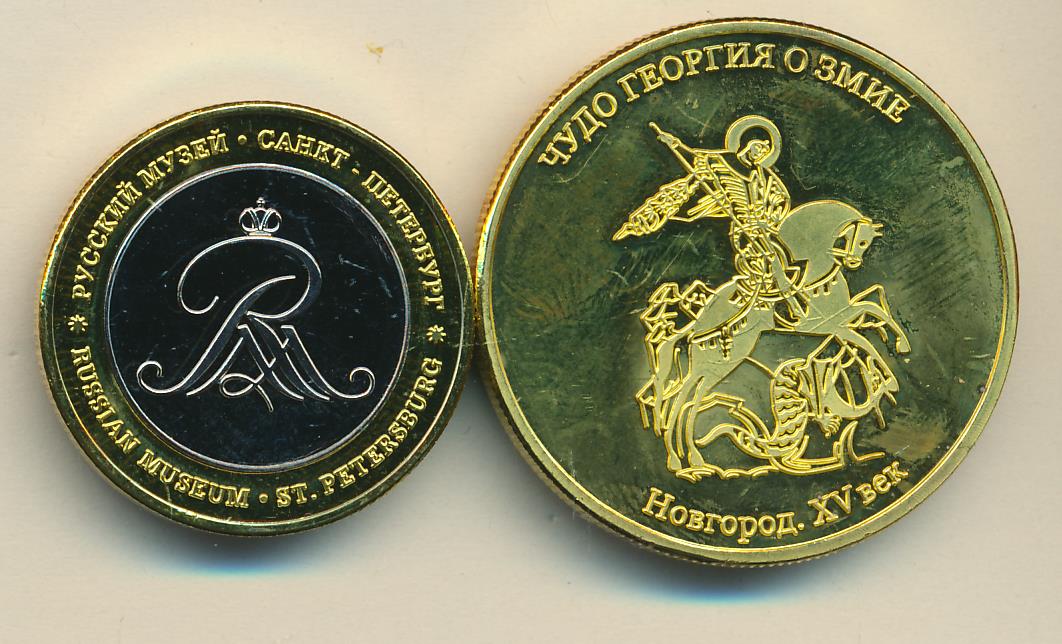 * РУССКИЙ МУЗЕЙ • САНКТ - ПЕТЕРБУРГ *
RUSSIAN MUSEUM • ST. PETERSBURG
ЧУДО ГЕОРГИЯ О ЗМИЕ
Новгород. XV век